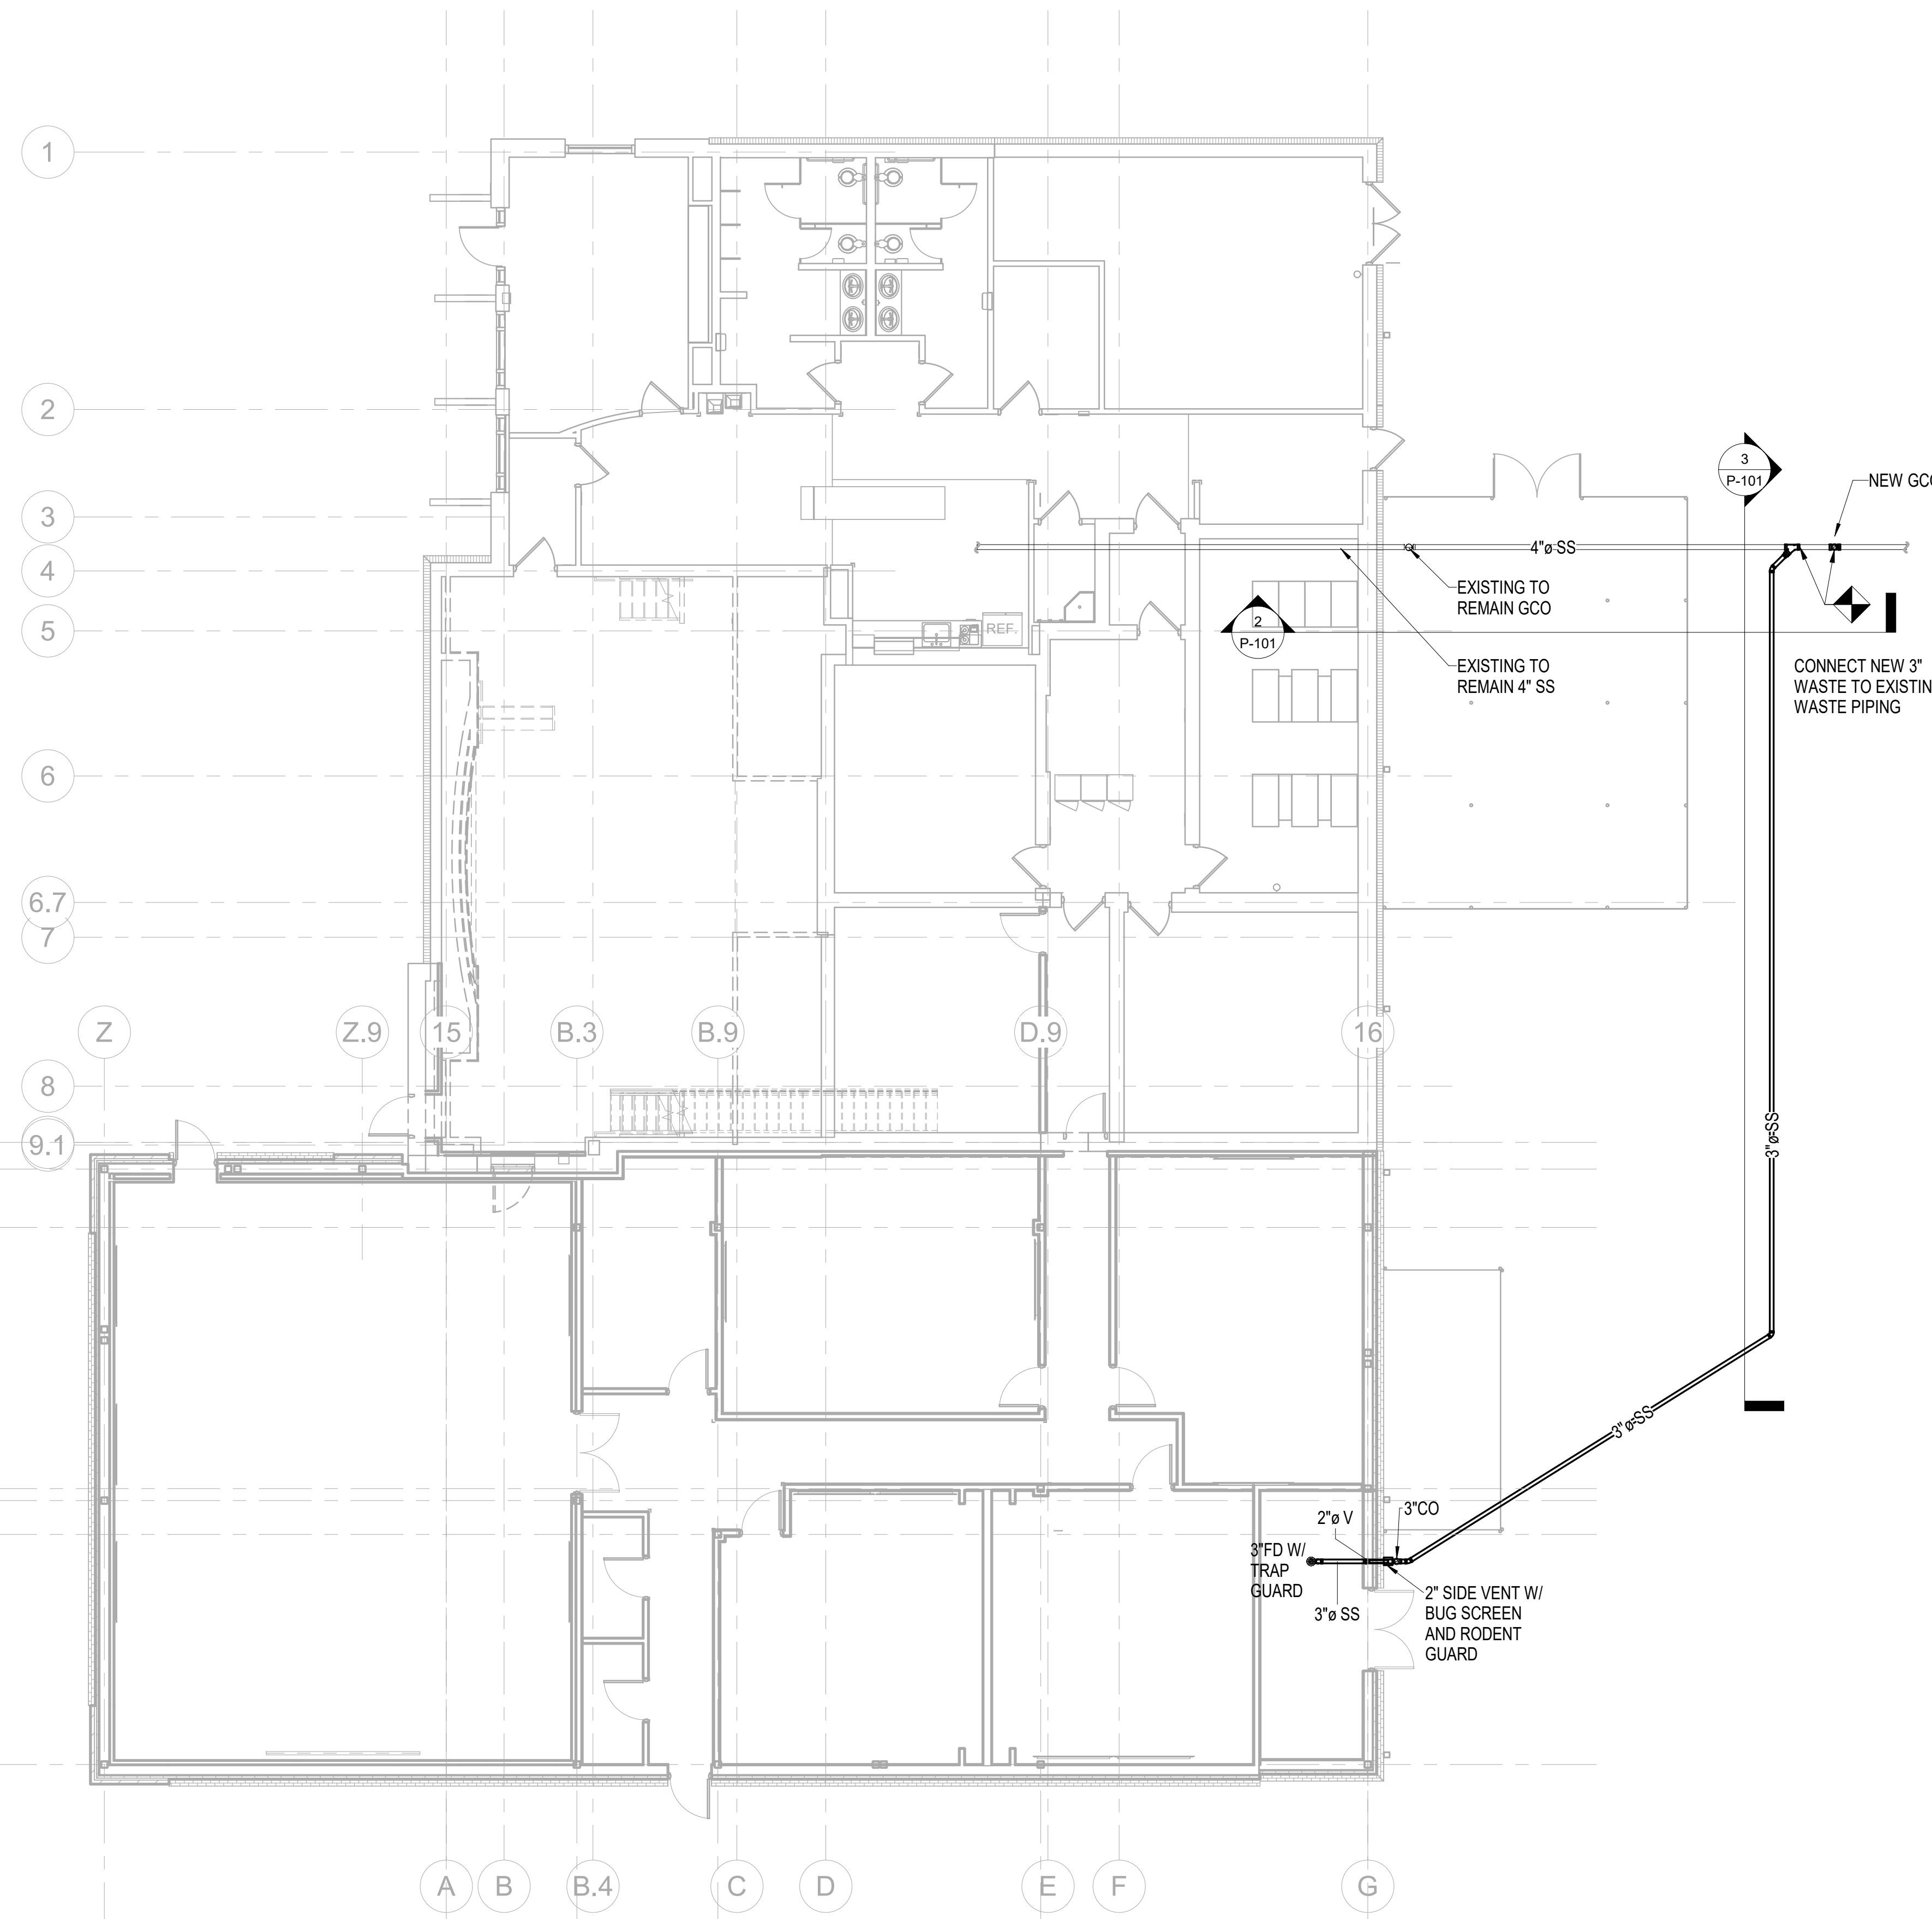 1
2
3
P-101
NEW GCO
3
4"ø SS
4
EXISTING TO
REMAIN GCO
5
2
P-101
REF.
EXISTING TO
REMAIN 4" SS
CONNECT NEW 3"
WASTE TO EXISTIN
WASTE PIPING
6
6.7
7
Z
Z.9
15
B.3
B.9
D.9
16
8
9.1
3"ø SS
3"ø SS
3"CO
2"ø V
3"FD W/
TRAP
GUARD
3"ø SS
2" SIDE VENT W/
BUG SCREEN
AND RODENT
GUARD
A
B
B.4
C
D
E
F
G